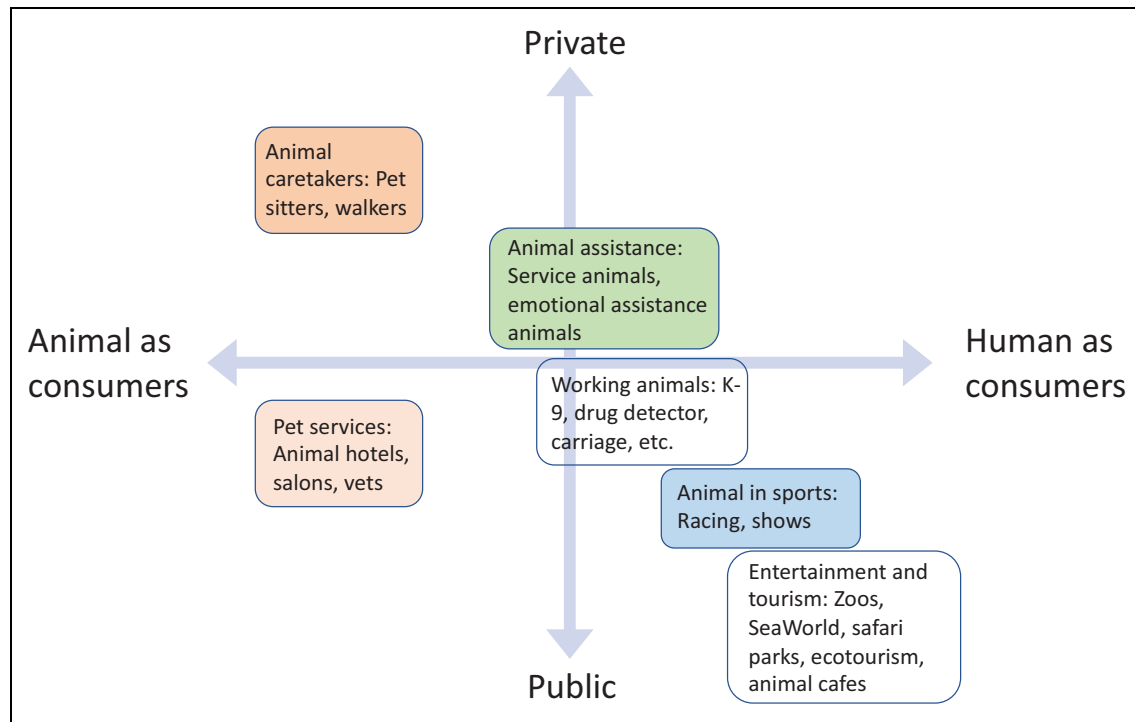 Private
Animal
caretakers: Pet
sitters, walkers
Animal assistance:
Service animals,
emotional assistance
animals
Animal as
consumers
Human as
consumers
Working animals: K-
9, drug detector,
carriage, etc.
Pet services:
Animal hotels,
salons, vets
Animal in sports:
Racing, shows
Entertainment and
tourism: Zoos,
SeaWorld, safari
parks, ecotourism,
animal cafes
Public